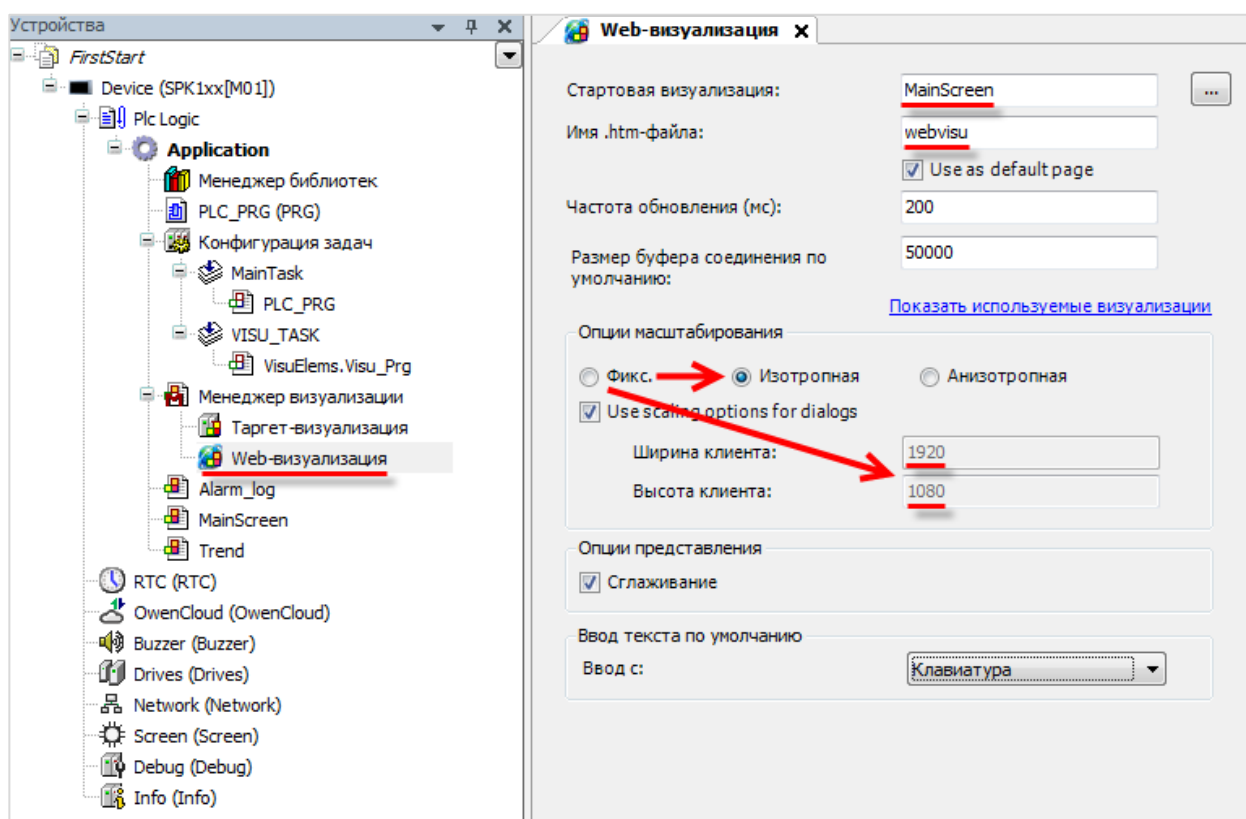 Устройства
FirstStart
Device (SPK1xx[M01])
Plc Logic
Application
Менеджер библиотек
PLC_PRG (PRG)
Конфигурация задач
MainTask
PLC_PRG
VISU_TASK
VisuElems.Visu_Prg
Менеджер визуализации
Таргет-визуализация
Web-визуализация
Alarm_log
MainScreen
Trend
RTC (RTC)
OwenCloud (OwenCloud)
Buzzer (Buzzer)
Drives (Drives)
Network (Network)
Screen (Screen)
Debug (Debug)
Info (Info)
Web-визуализация
Стартовая визуализация: MainScreen ...
Имя .htm-файла: webvisu
Use as default page
Частота обновления (мс): 200
Размер буфера соединения по 50000
умолчанию:
Показать используемые визуализации
Опции масштабирования
Фикс. Изотропная Анизотропная
Use scaling options for dialogs
Ширина клиента: 1920
Высота клиента: 1080
Опции представления
Сглаживание
Ввод текста по умолчанию
Ввод с: Клавиатура